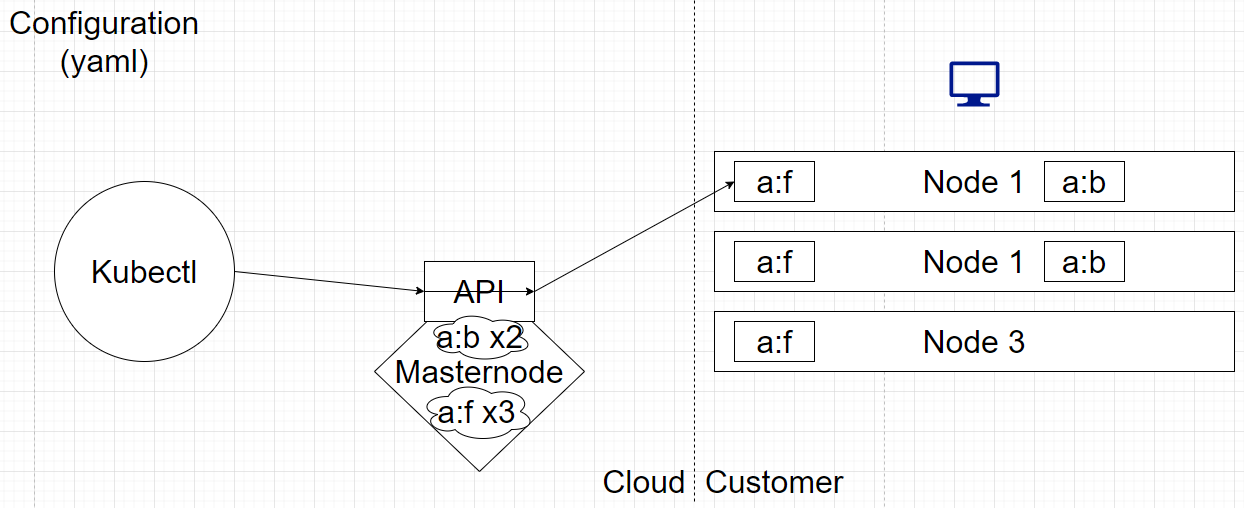 Configuration
(yaml)
Kubectl
API
a:b x2
Masternode
a:f x3
a:f Node 1 a:b
a:f Node 1 a:b
a:f Node 3
Cloud Customer